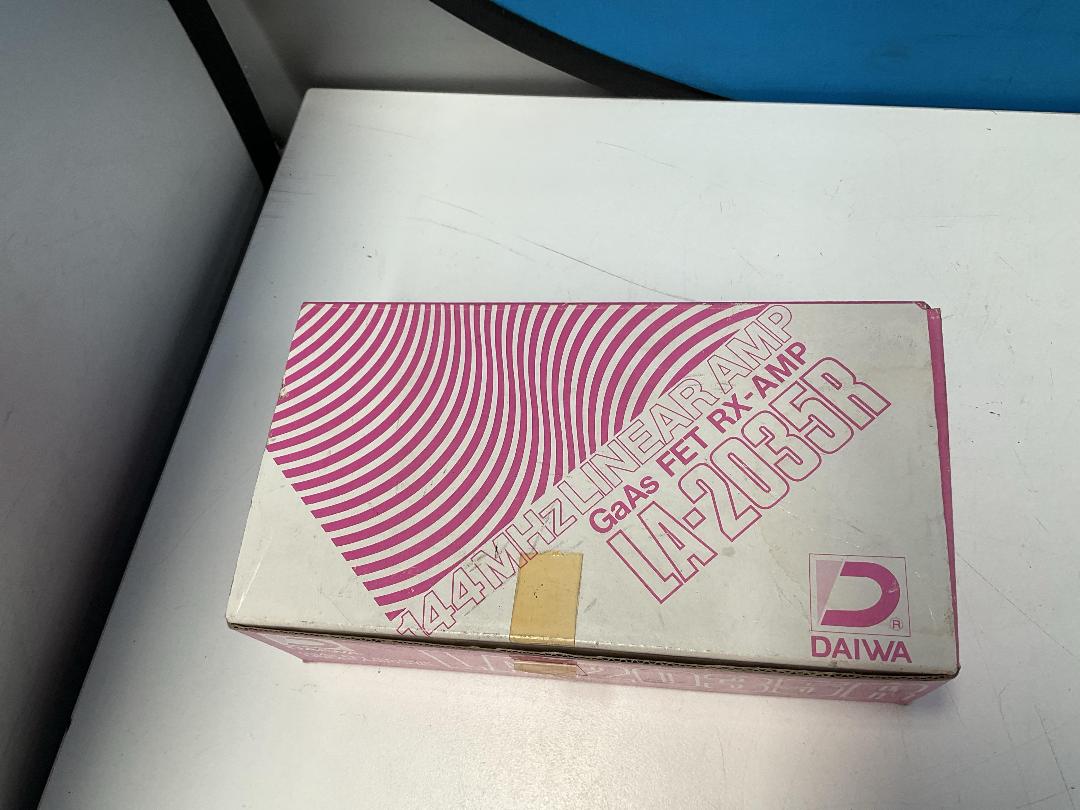 144MHz LINEAR AMP
GaAs FET RX-AMP
LA-2035R
D
R
DAIWA